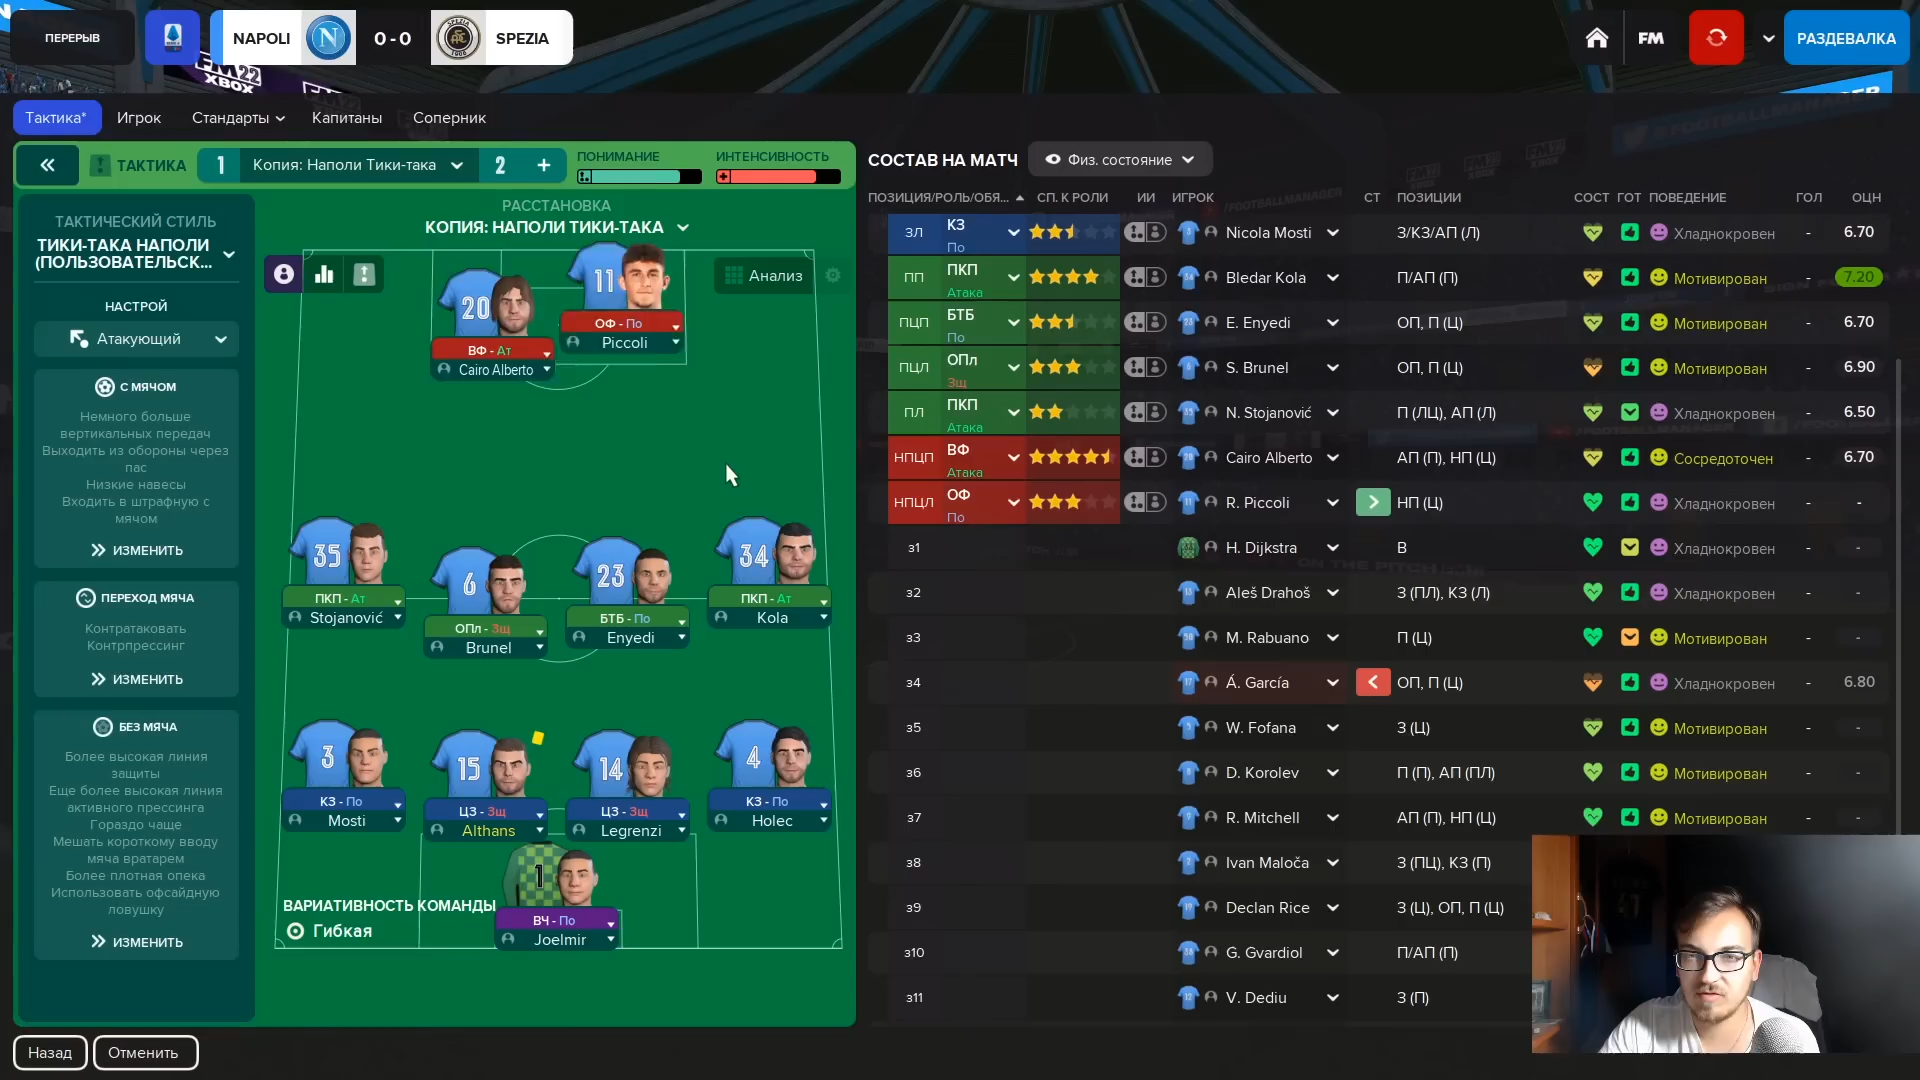 ПЕРЕРЫВ
NAPOLI
0 - 0
SPEZIA
FM
РАЗДЕВАЛКА
FM22
XBOX
Тактика*
Игрок
Стандарты
Капитаны
Соперник
ТАКТИКА
1
Копия: Наполи Тики-така
2
+
ПОНИМАНИЕ
ИНТЕНСИВНОСТЬ
ТАКТИЧЕСКИЙ СТИЛЬ
ТИКИ-ТАКА НАПОЛИ
(ПОЛЬЗОВАТЕЛЬСК...
НАСТРОЙ
Атакующий
С МЯЧОМ
Немного больше
вертикальных передач
Выходить из обороны через
пас
Низкие навесы
Входить в штрафную с
мячом
ИЗМЕНИТЬ
ПЕРЕХОД МЯЧА
Контратаковать
Контрпрессинг
ИЗМЕНИТЬ
БЕЗ МЯЧА
Более высокая линия
защиты
Еще более высокая линия
активного прессинга
Гораздо чаще
Мешать короткому вводу
мяча вратарем
Более плотная опека
Использовать офсайдную
ловушку
ИЗМЕНИТЬ
РАССТАНОВКА
КОПИЯ: НАПОЛИ ТИКИ-ТАКА
Анализ
20
ВФ - Ат
Cairo Alberto
11
ОФ - По
Piccoli
35
ПКП - Ат
Stojanović
6
ОПл - Зщ
Brunel
23
БТБ - По
Enyedi
34
ПКП - Ат
Kola
3
КЗ - По
Mosti
15
ЦЗ - Зщ
Althans
14
ЦЗ - Зщ
Legrenzi
4
КЗ - По
Holec
1
ВЧ - По
Joelmir
ВАРИАТИВНОСТЬ КОМАНДЫ
Гибкая
СОСТАВ НА МАТЧ
Физ. состояние
ПОЗИЦИЯ/РОЛЬ/ОБЯ... СП. К РОЛИ ИИ ИГРОК СТ ПОЗИЦИИ СОСТ ГОТ ПОВЕДЕНИЕ ГОЛ ОЦН
ЗЛ КЗ По Nicola Mosti З/КЗ/АП (Л) Хладнокровен - 6.70
ПП ПКП Атака Bledar Kola П/АП (П) Мотивирован - 7.20
ПЦП БТБ По E. Enyedi ОП, П (Ц) Мотивирован - 6.70
ПЦЛ ОПл Зщ S. Brunel ОП, П (Ц) Мотивирован - 6.90
ПЛ ПКП Атака N. Stojanović П (ЛЦ), АП (Л) Хладнокровен - 6.50
НПЦП ВФ Атака Cairo Alberto АП (П), НП (Ц) Сосредоточен - 6.70
НПЦЛ ОФ По R. Piccoli НП (Ц) Хладнокровен - -
з1 H. Dijkstra В Хладнокровен - -
з2 Aleš Drahoš З (ПЛ), КЗ (Л) Хладнокровен - -
з3 M. Rabuano П (Ц) Мотивирован - -
з4 Á. García ОП, П (Ц) Хладнокровен - 6.80
з5 W. Fofana З (Ц) Мотивирован - -
з6 D. Korolev П (П), АП (ПЛ) Мотивирован - -
з7 R. Mitchell АП (П), НП (Ц) Мотивирован - -
з8 Ivan Maloča З (ПЦ), КЗ (П)
з9 Declan Rice З (Ц), ОП, П (Ц)
з10 G. Gvardiol П/АП (П)
з11 V. Dediu З (П)
Назад
Отменить